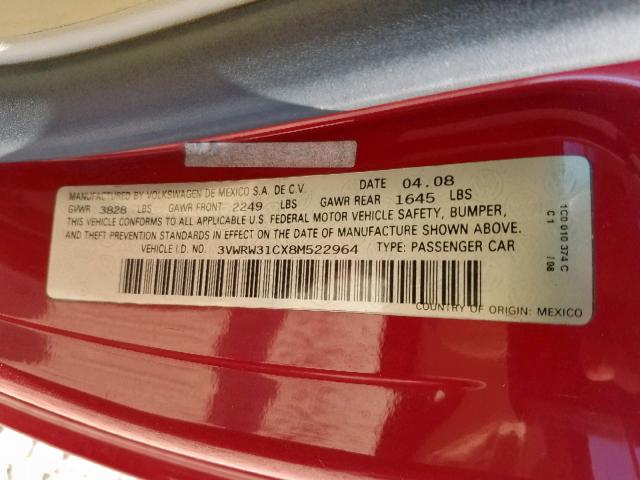 MANUFACTURED BY VOLKSWAGEN DE MEXICO S.A. DE C.V. DATE 04.08
GVWR 3828 LBS GAWR FRONT 2249 LBS GAWR REAR 1645 LBS
THIS VEHICLE CONFORMS TO ALL APPLICABLE U.S. FEDERAL MOTOR VEHICLE SAFETY, BUMPER,
AND THEFT PREVENTION STANDARDS IN EFFECT ON THE DATE OF MANUFACTURE SHOWN ABOVE.
VEHICLE I.D. NO. 3VWRW31CX8M522964 TYPE: PASSENGER CAR
COUNTRY OF ORIGIN: MEXICO
1C0 010 374 C
C1 / 08